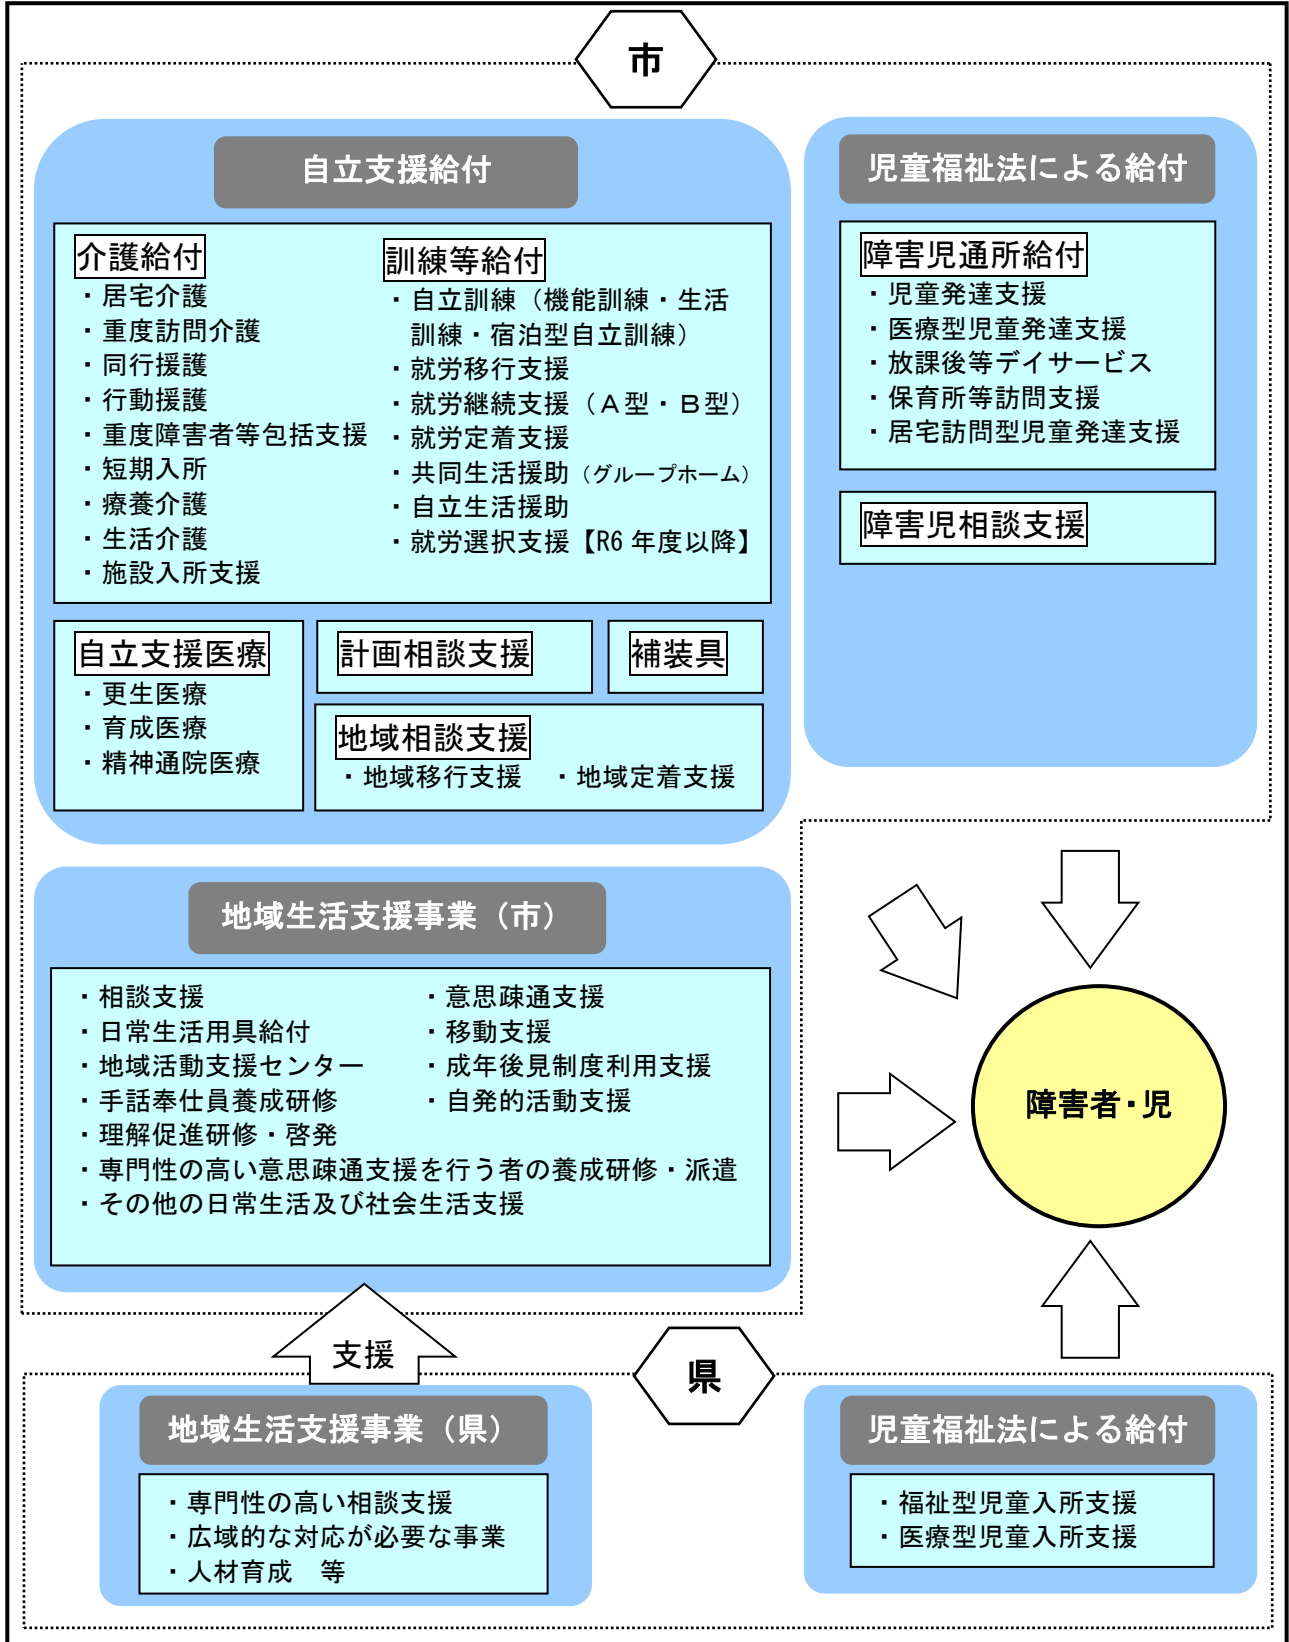 市
自立支援給付
介護給付
・居宅介護
・重度訪問介護
・同行援護
・行動援護
・重度障害者等包括支援
・短期入所
・療養介護
・生活介護
・施設入所支援
訓練等給付
・自立訓練（機能訓練・生活
訓練・宿泊型自立訓練）
・就労移行支援
・就労継続支援（Ａ型・Ｂ型）
・就労定着支援
・共同生活援助（グループホーム）
・自立生活援助
・就労選択支援【R6 年度以降】
自立支援医療
・更生医療
・育成医療
・精神通院医療
計画相談支援
補装具
地域相談支援
・地域移行支援　・地域定着支援
児童福祉法による給付
障害児通所給付
・児童発達支援
・医療型児童発達支援
・放課後等デイサービス
・保育所等訪問支援
・居宅訪問型児童発達支援
障害児相談支援
地域生活支援事業（市）
・相談支援
・日常生活用具給付
・地域活動支援センター
・手話奉仕員養成研修
・理解促進研修・啓発
・専門性の高い意思疎通支援を行う者の養成研修・派遣
・その他の日常生活及び社会生活支援
・意思疎通支援
・移動支援
・成年後見制度利用支援
・自発的活動支援
障害者・児
支援
県
地域生活支援事業（県）
・専門性の高い相談支援
・広域的な対応が必要な事業
・人材育成　等
児童福祉法による給付
・福祉型児童入所支援
・医療型児童入所支援